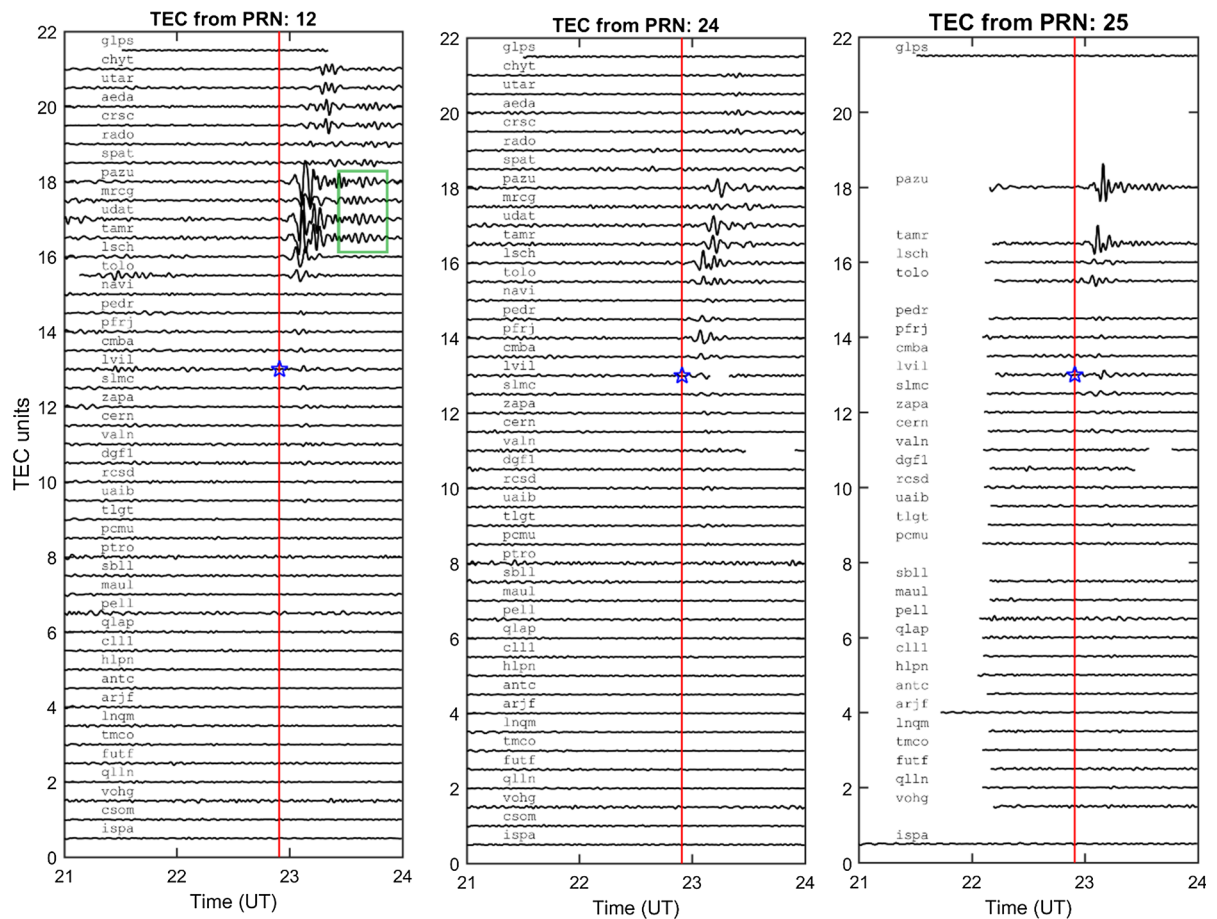 TEC from PRN: 12
TEC units
22
20
18
16
14
12
10
8
6
4
2
0
glps
chyt
utar
aeda
crsc
rado
spat
pazu
mrcg
udat
tamr
lsch
tolo
navi
pedr
pfrj
cmba
lvil
slmc
zapa
cern
valn
dgf1
rcsd
uaib
tlgt
pcmu
ptro
sbll
maul
pell
qlap
cll1
hlpn
antc
arjf
lnqm
tmco
futf
qlln
vohg
csom
ispa
21 22 23 24
Time (UT)
TEC from PRN: 24
22
20
18
16
14
12
10
8
6
4
2
0
glps
chyt
utar
aeda
crsc
rado
spat
pazu
mrcg
udat
tamr
lsch
tolo
navi
pedr
pfrj
cmba
lvil
slmc
zapa
cern
valn
dgf1
rcsd
uaib
tlgt
pcmu
ptro
sbll
maul
pell
qlap
cll1
hlpn
antc
arjf
lnqm
tmco
futf
qlln
vohg
csom
ispa
21 22 23 24
Time (UT)
TEC from PRN: 25
22
20
18
16
14
12
10
8
6
4
2
0
glps
pazu
tamr
lsch
tolo
pedr
pfrj
cmba
lvil
slmc
zapa
cern
valn
dgf1
rcsd
uaib
tlgt
pcmu
sbll
maul
pell
qlap
cll1
hlpn
antc
arjf
lnqm
tmco
futf
qlln
vohg
ispa
21 22 23 24
Time (UT)